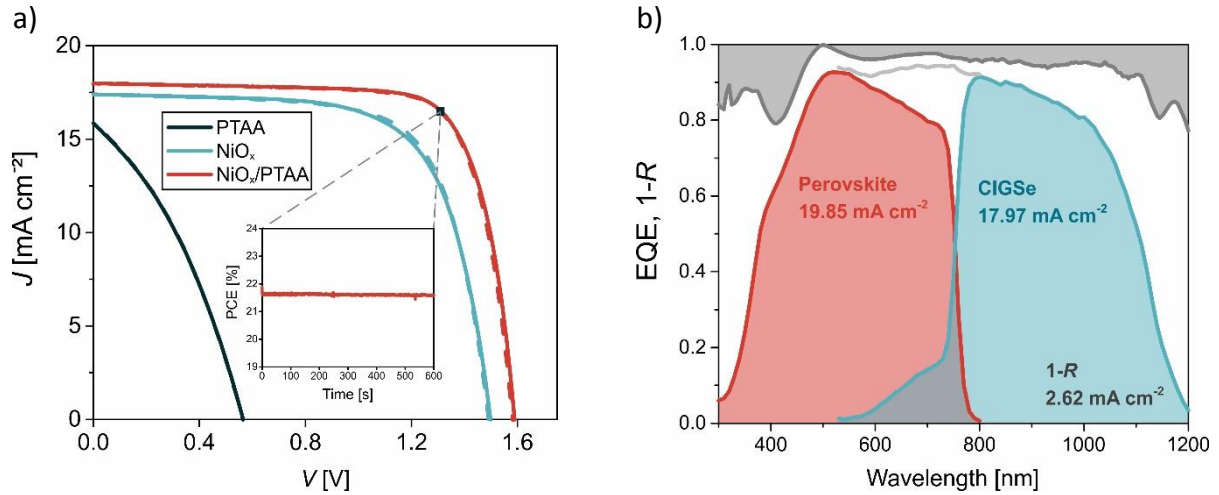 a)
20
15
10
5
0
J [mA cm⁻²]
0.0 0.4 0.8 1.2 1.6
V [V]
PTAA
NiOₓ
NiOₓ/PTAA
24
23
22
21
20
19
PCE [%]
0 100 200 300 400 500 600
Time [s]
b)
1.0
0.8
0.6
0.4
0.2
0.0
EQE, 1-R
400 600 800 1000 1200
Wavelength [nm]
Perovskite
19.85 mA cm⁻²
CIGSe
17.97 mA cm⁻²
1-R
2.62 mA cm⁻²